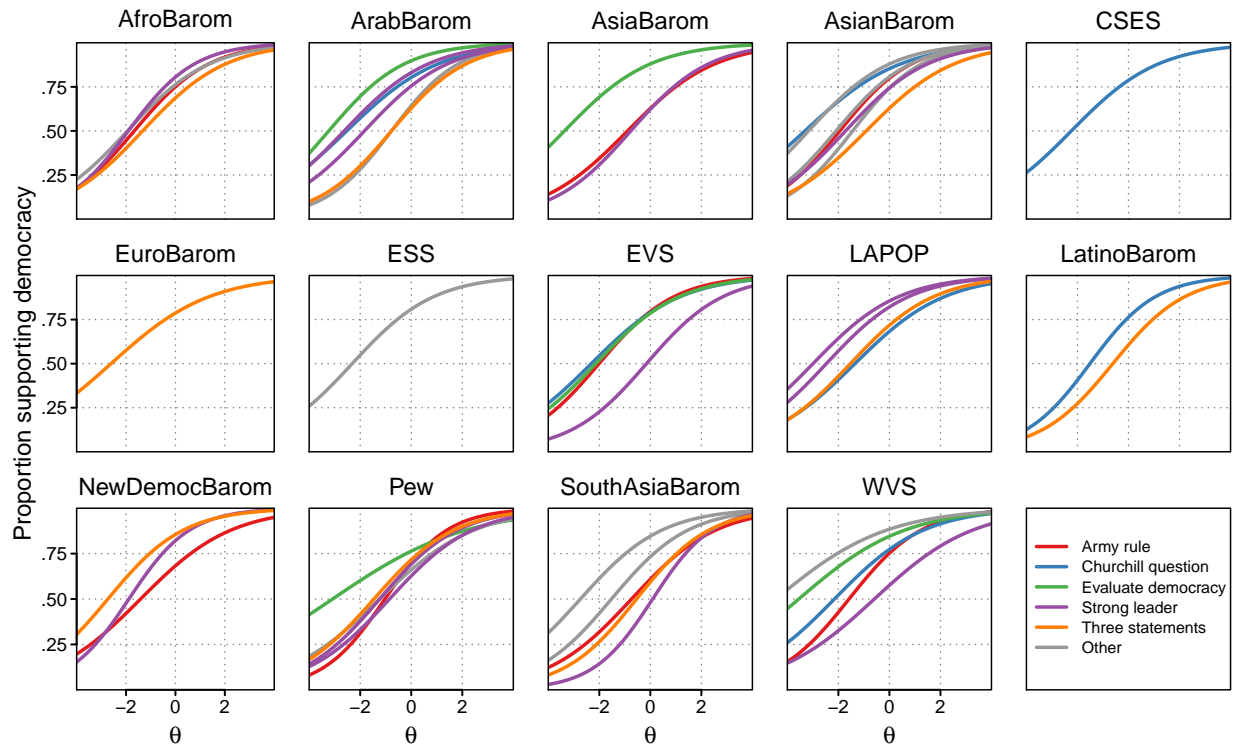 AfroBarom
ArabBarom
AsiaBarom
AsianBarom
CSES
.75
.50
.25
EuroBarom
ESS
EVS
LAPOP
LatinoBarom
.75
.50
.25
NewDemocBarom
Pew
SouthAsiaBarom
WVS
.75
.50
.25
Proportion supporting democracy
Army rule
Churchill question
Evaluate democracy
Strong leader
Three statements
Other
−2 0 2
−2 0 2
−2 0 2
−2 0 2
θ
θ
θ
θ